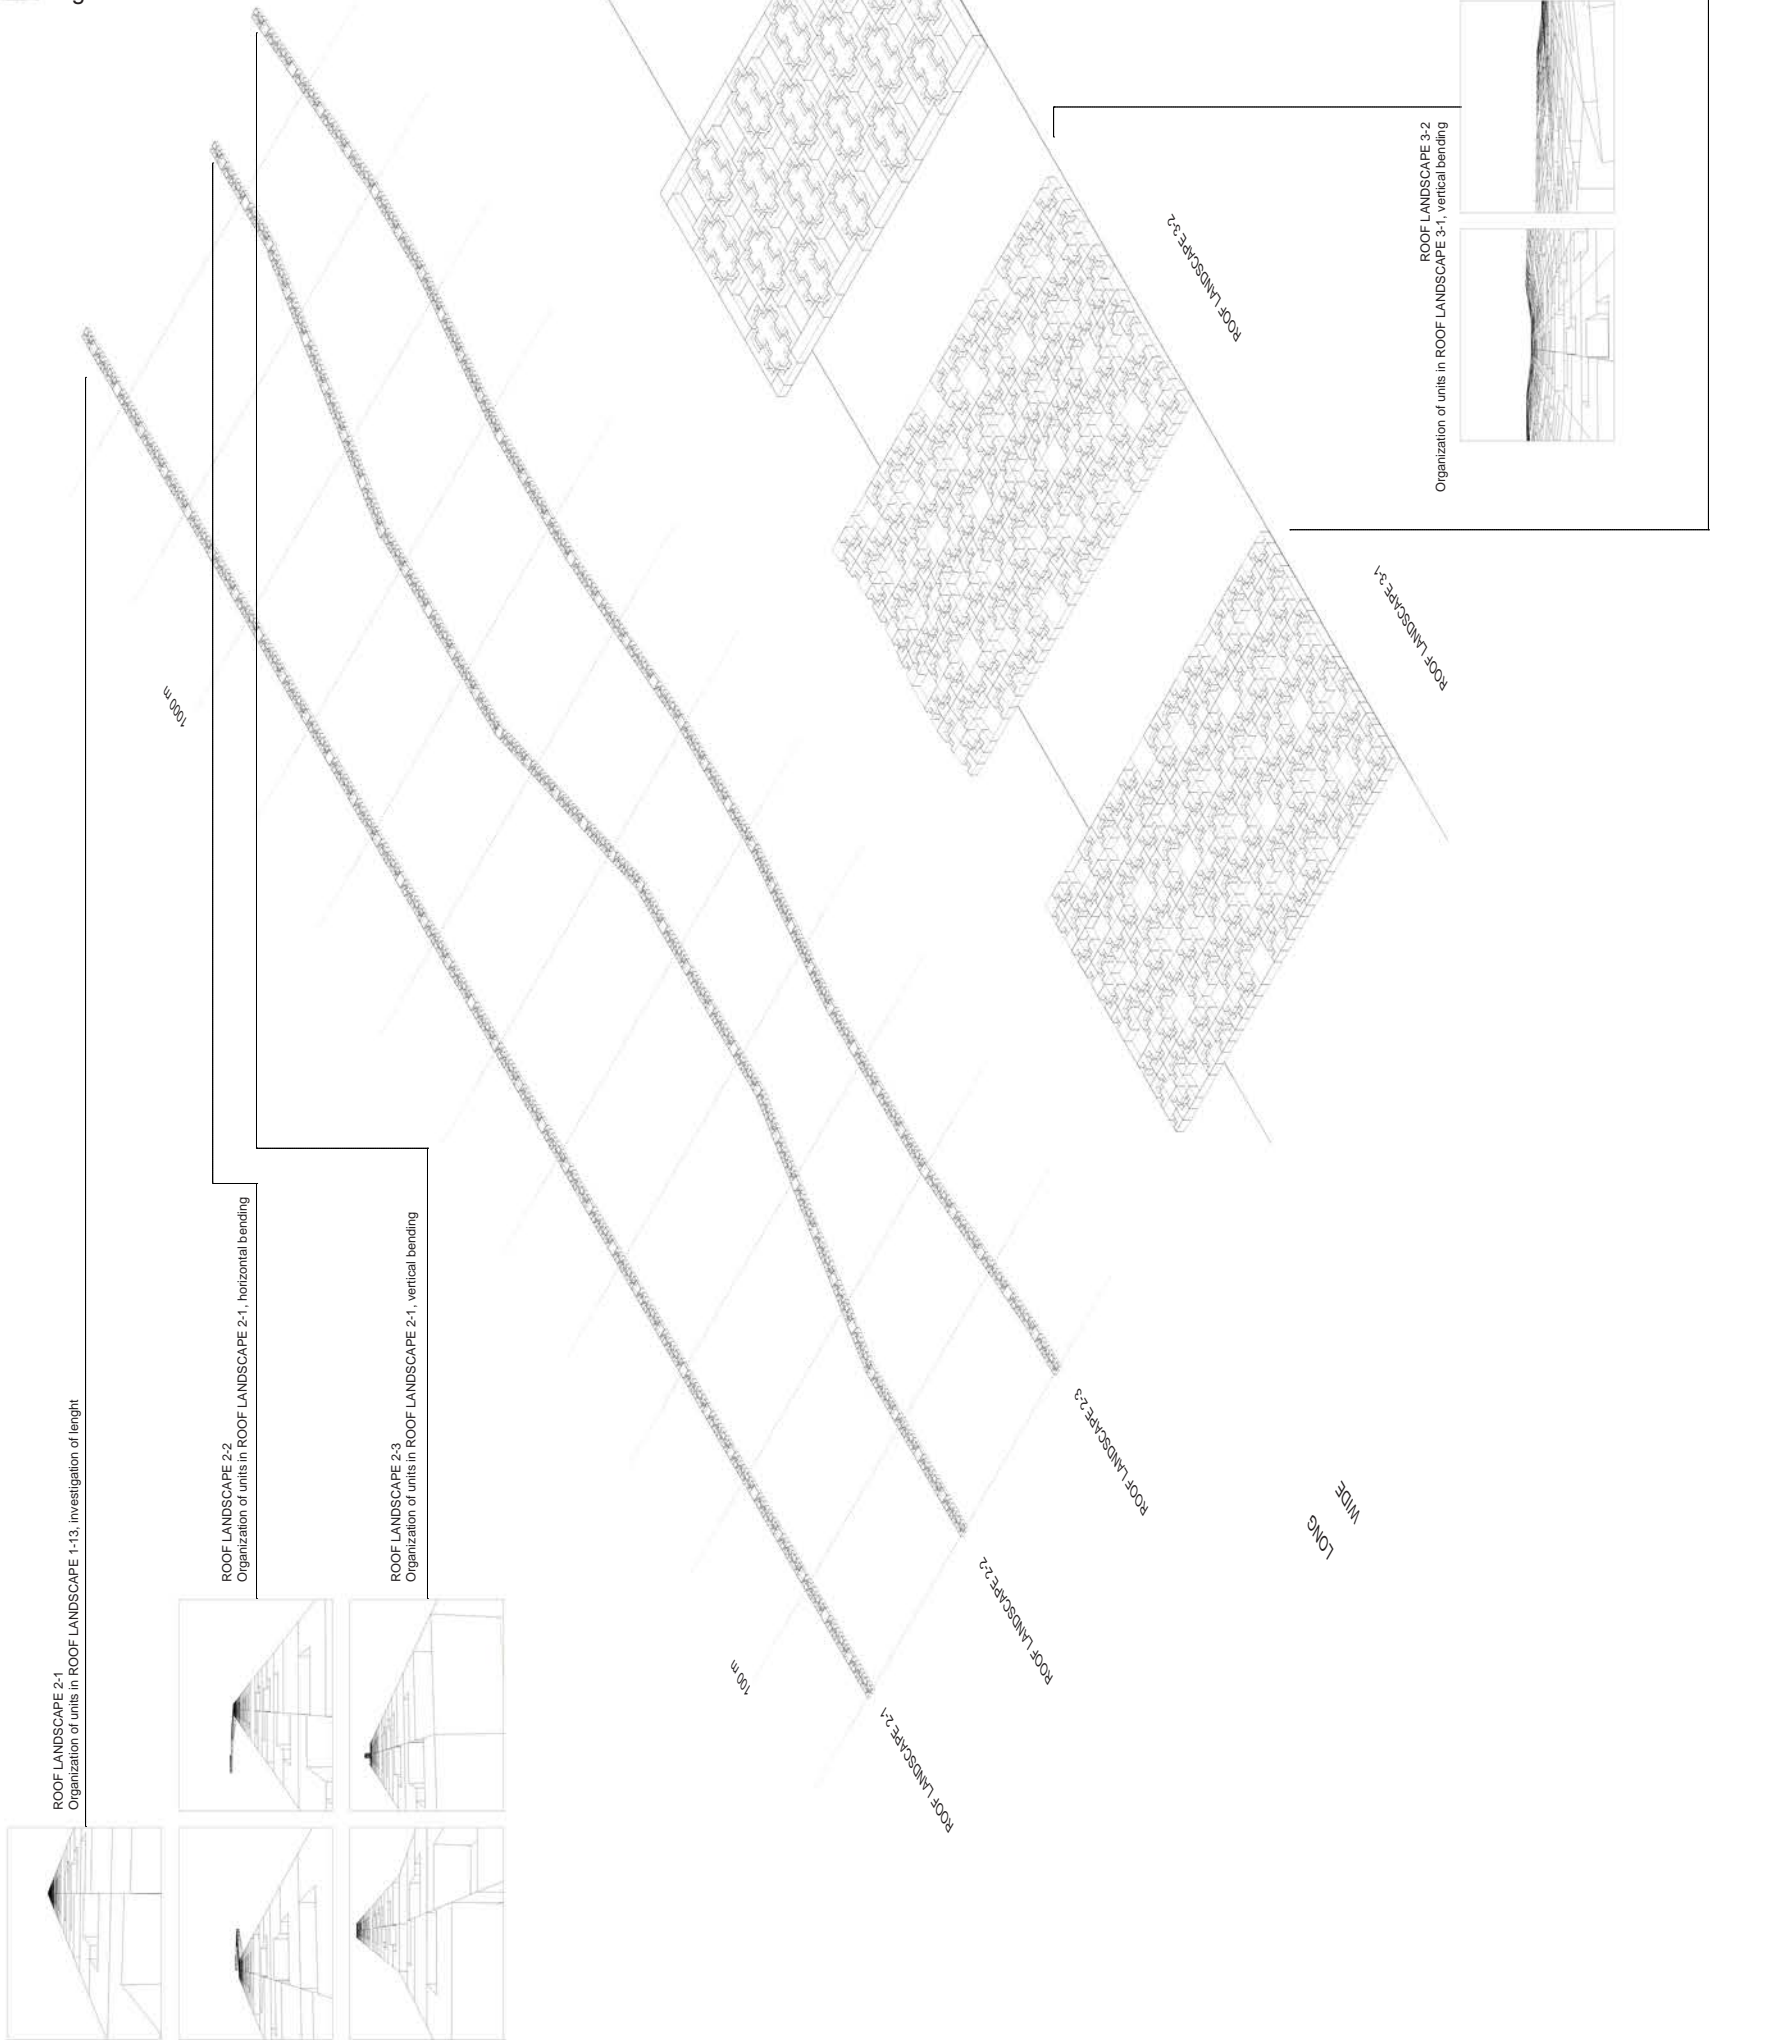 ROOF LANDSCAPE 2-1
Organization of units in ROOF LANDSCAPE 1-13, investigation of lenght
ROOF LANDSCAPE 2-2
Organization of units in ROOF LANDSCAPE 2-1, horizontal bending
ROOF LANDSCAPE 2-3
Organization of units in ROOF LANDSCAPE 2-1, vertical bending
ROOF LANDSCAPE 3-2
Organization of units in ROOF LANDSCAPE 3-1, vertical bending
1000 m
100 m
ROOF LANDSCAPE 2-1
ROOF LANDSCAPE 2-2
ROOF LANDSCAPE 2-3
ROOF LANDSCAPE 3-1
ROOF LANDSCAPE 3-2
LONG
WIDE